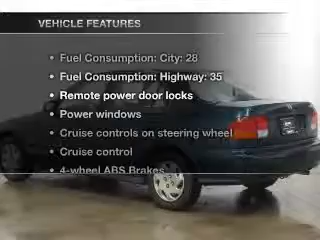 VEHICLE FEATURES
• Fuel Consumption: City: 28
• Fuel Consumption: Highway: 35
• Remote power door locks
• Power windows
• Cruise controls on steering wheel
• Cruise control
• 4-wheel ABS Brakes